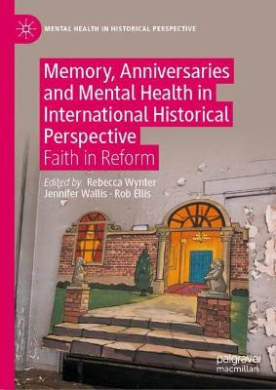 MENTAL HEALTH IN HISTORICAL PERSPECTIVE
Memory, Anniversaries
and Mental Health in
International Historical
Perspective
Faith in Reform
Edited by Rebecca Wynter
Jennifer Wallis · Rob Ellis
palgrave
macmillan